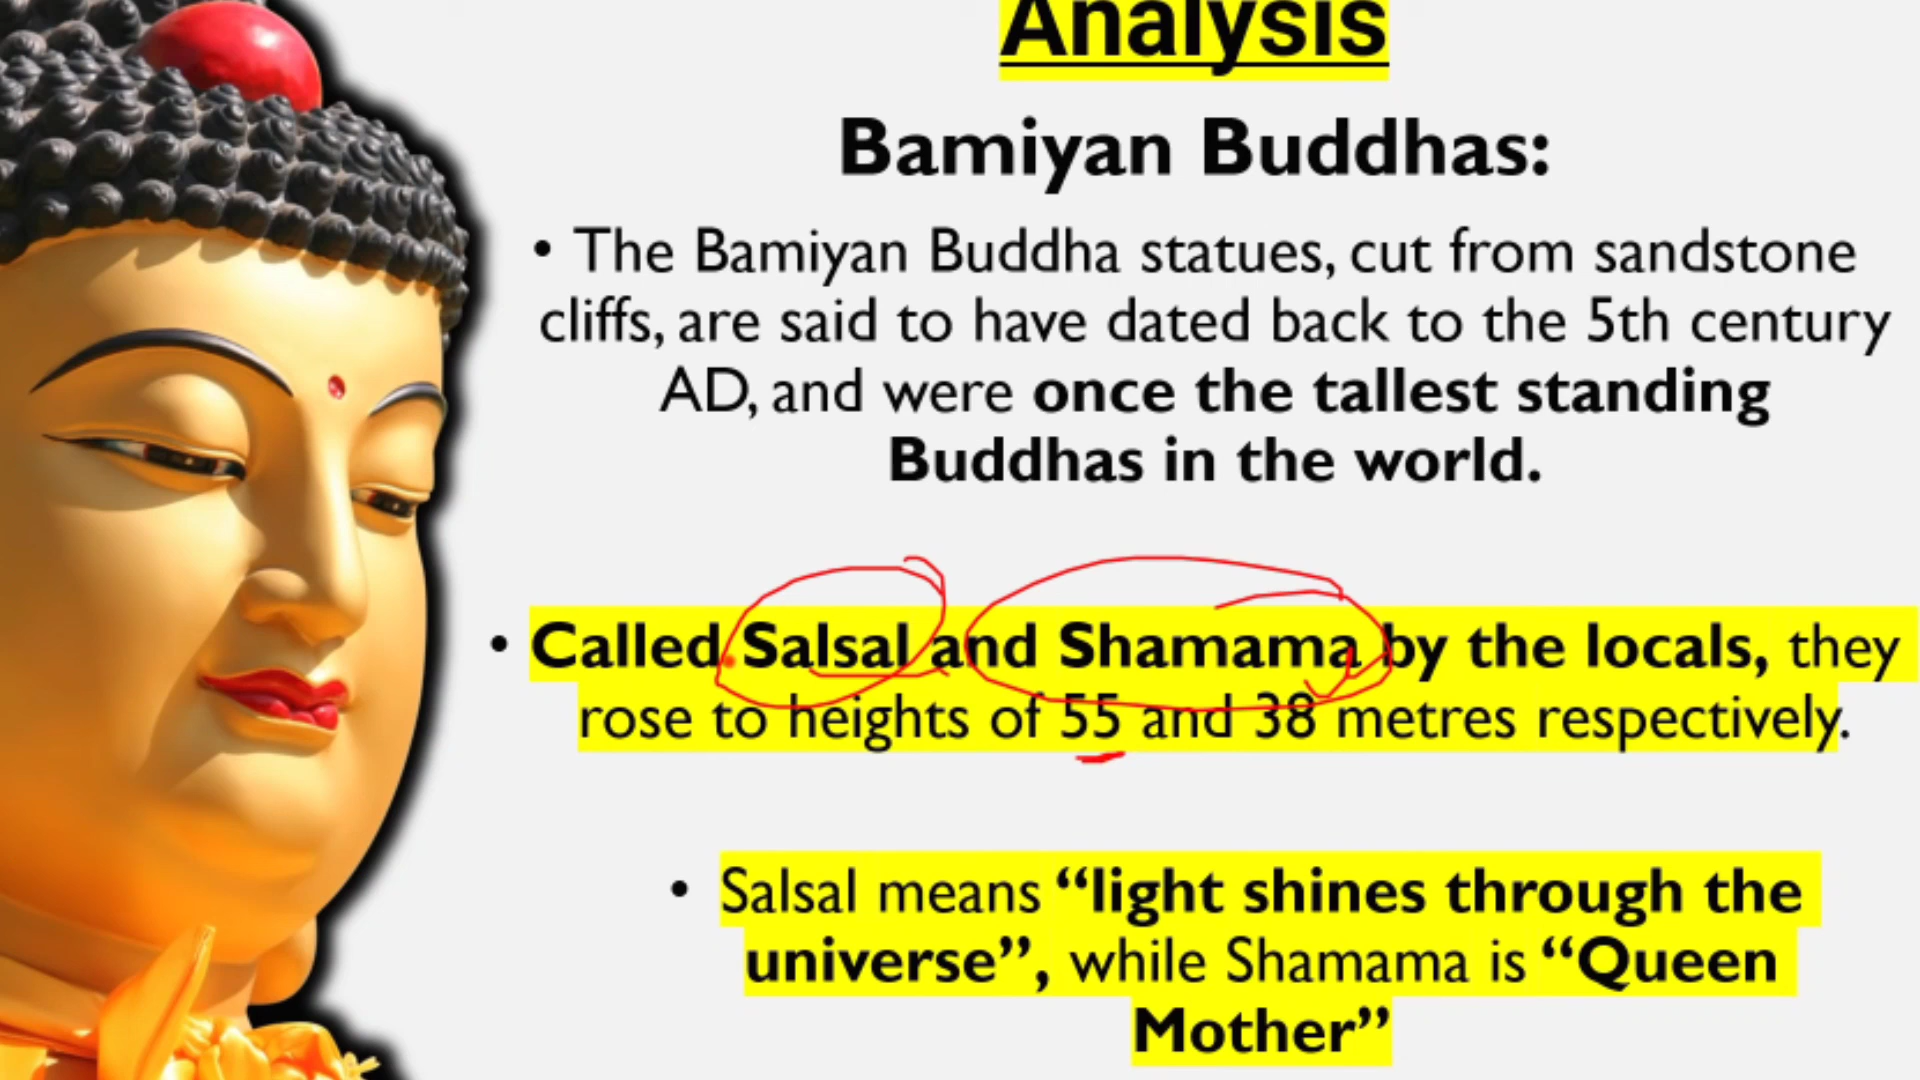 Analysis
Bamiyan Buddhas:
• The Bamiyan Buddha statues, cut from sandstone
cliffs, are said to have dated back to the 5th century
AD, and were once the tallest standing
Buddhas in the world.
• Called Salsal and Shamama by the locals, they
rose to heights of 55 and 38 metres respectively.
• Salsal means “light shines through the
universe”, while Shamama is “Queen
Mother”